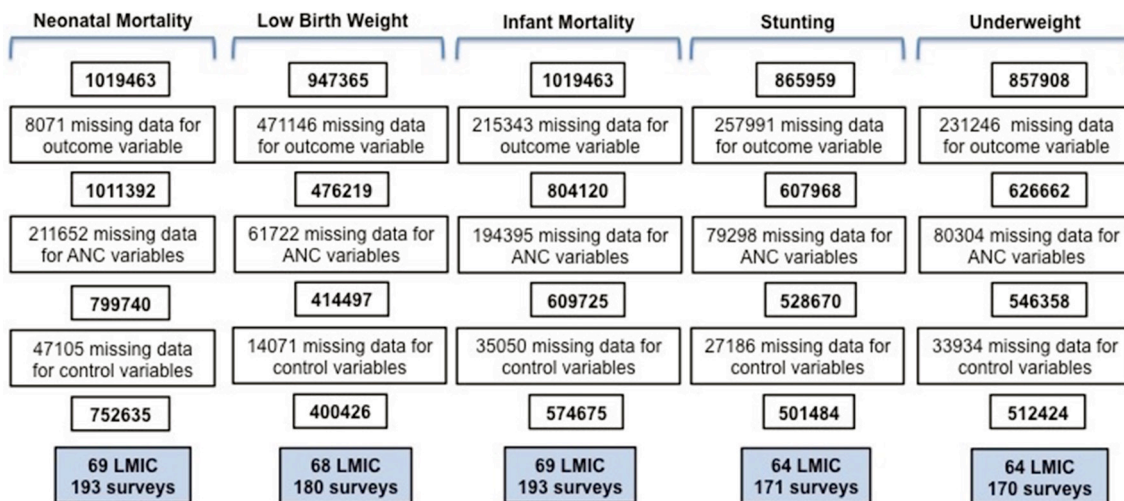 Neonatal Mortality
1019463
8071 missing data for
outcome variable
1011392
211652 missing data
for ANC variables
799740
47105 missing data
for control variables
752635
69 LMIC
193 surveys
Low Birth Weight
947365
471146 missing data
for outcome variable
476219
61722 missing data for
ANC variables
414497
14071 missing data for
control variables
400426
68 LMIC
180 surveys
Infant Mortality
1019463
215343 missing data for
outcome variable
804120
194395 missing data for
ANC variables
609725
35050 missing data for
control variables
574675
69 LMIC
193 surveys
Stunting
865959
257991 missing data
for outcome variable
607968
79298 missing data for
ANC variables
528670
27186 missing data for
control variables
501484
64 LMIC
171 surveys
Underweight
857908
231246 missing data
for outcome variable
626662
80304 missing data for
ANC variables
546358
33934 missing data for
control variables
512424
64 LMIC
170 surveys